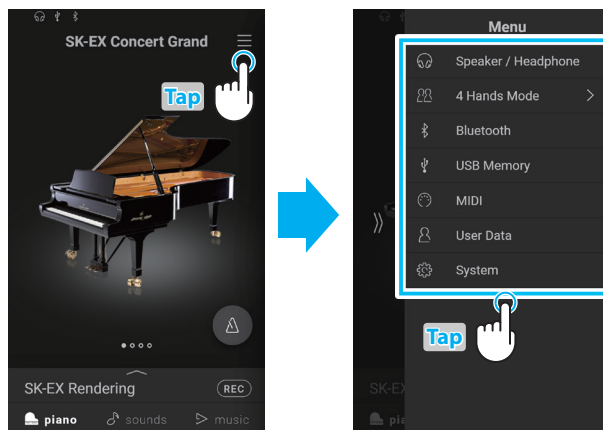 SK-EX Concert Grand
Tap
SK-EX Rendering
REC
piano
sounds
music
Menu
Speaker / Headphone
4 Hands Mode
Bluetooth
USB Memory
MIDI
User Data
System
Tap
SK-EX
pia